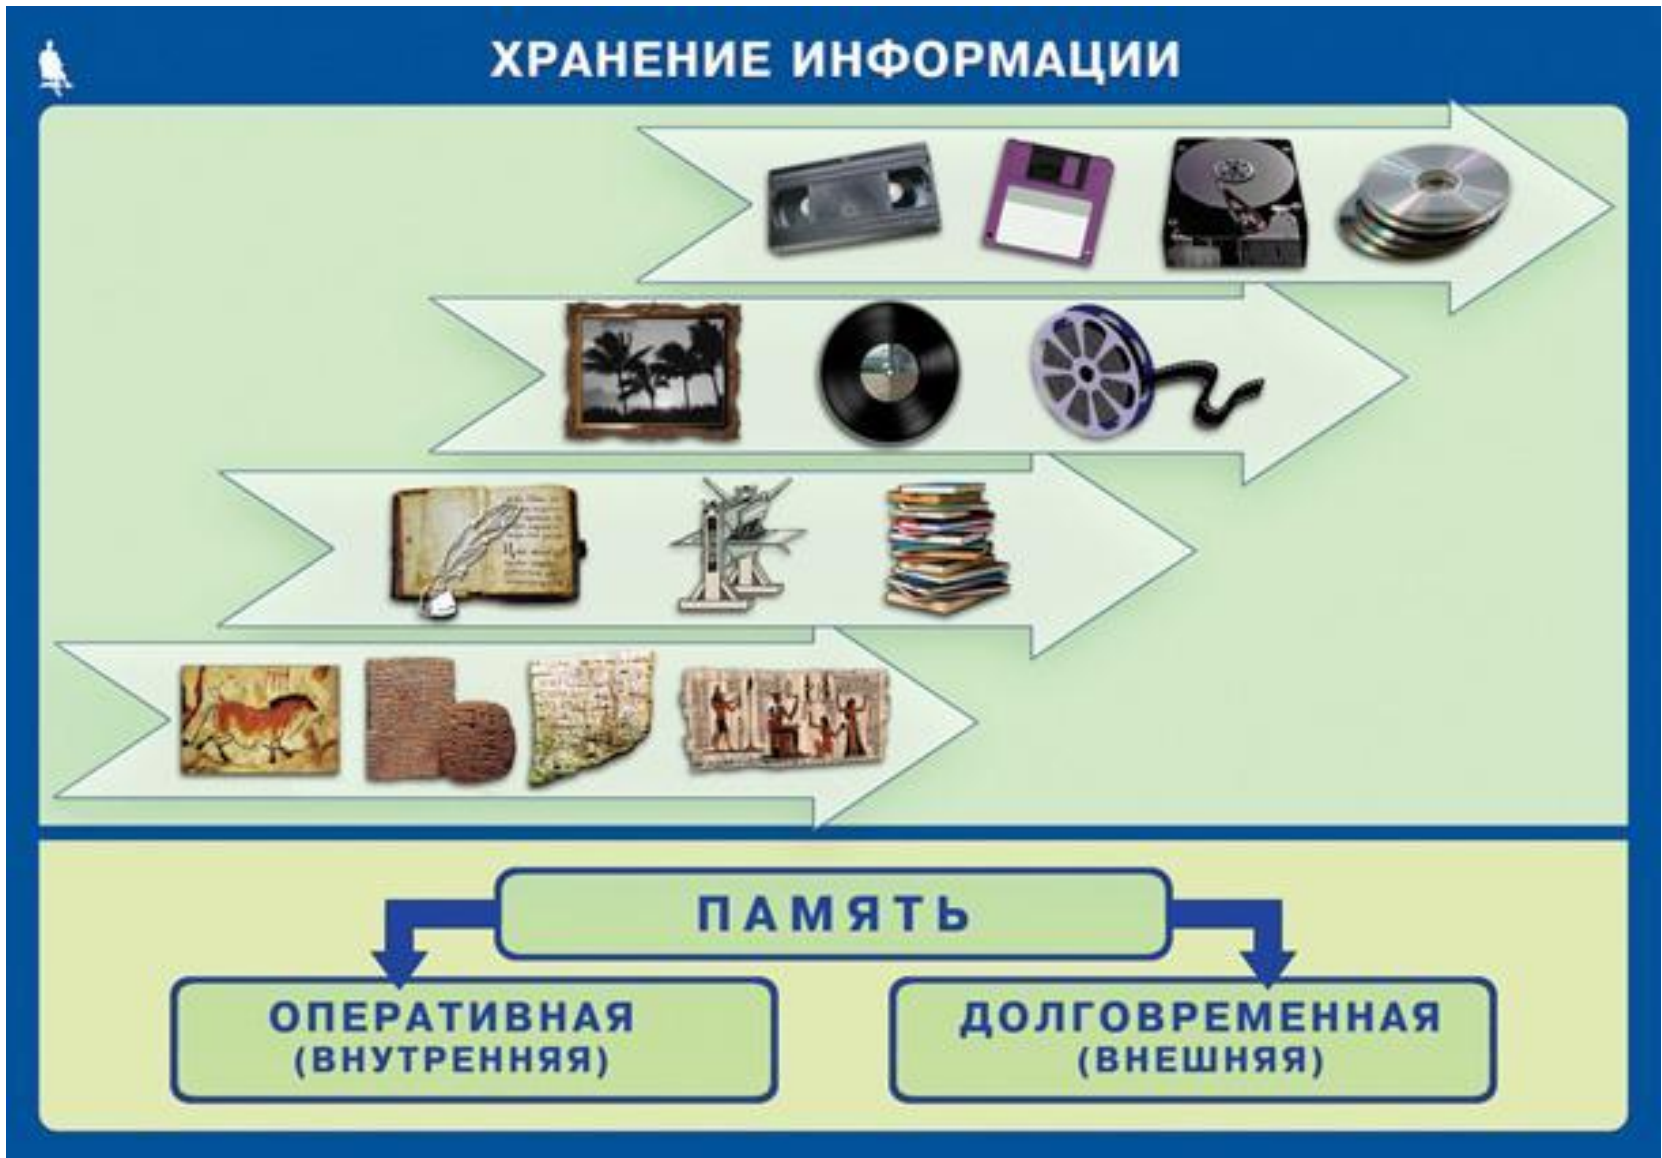 ХРАНЕНИЕ ИНФОРМАЦИИ
ПАМЯТЬ
ОПЕРАТИВНАЯ
(ВНУТРЕННЯЯ)
ДОЛГОВРЕМЕННАЯ
(ВНЕШНЯЯ)